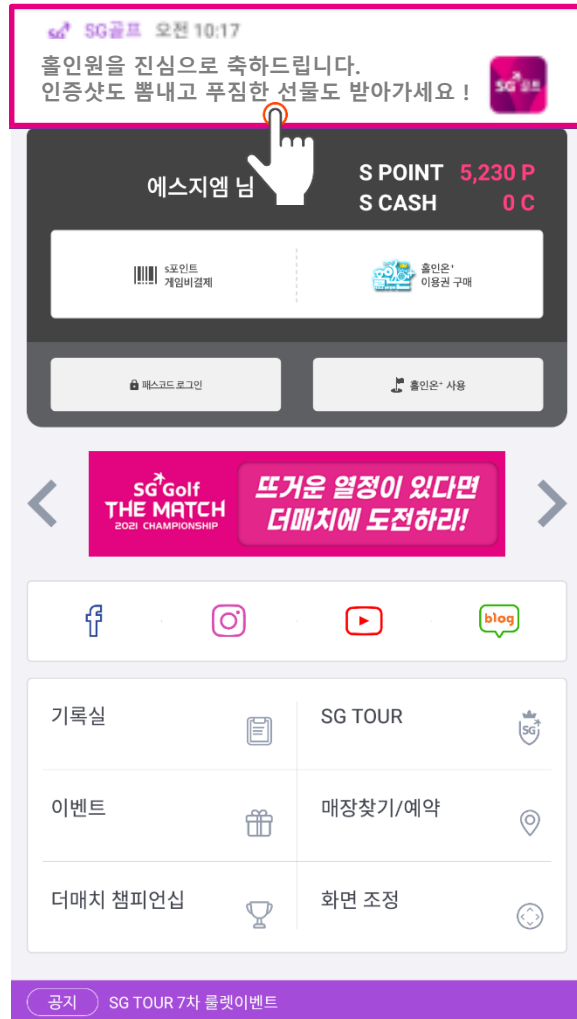 SG골프 오전 10:17
홀인원을 진심으로 축하드립니다.
인증샷도 뽐내고 푸짐한 선물도 받아가세요 !
SG 골프
에스지엠 님
S POINT 5,230 P
S CASH 0 C
S포인트
게임비결제
홀인온+
이용권 구매
패스코드 로그인
홀인온+ 사용
SG Golf
THE MATCH
2021 CHAMPIONSHIP
뜨거운 열정이 있다면
더매치에 도전하라!
blog
기록실
SG TOUR
SG
이벤트
매장찾기/예약
더매치 챔피언십
화면 조정
공지 SG TOUR 7차 룰렛이벤트